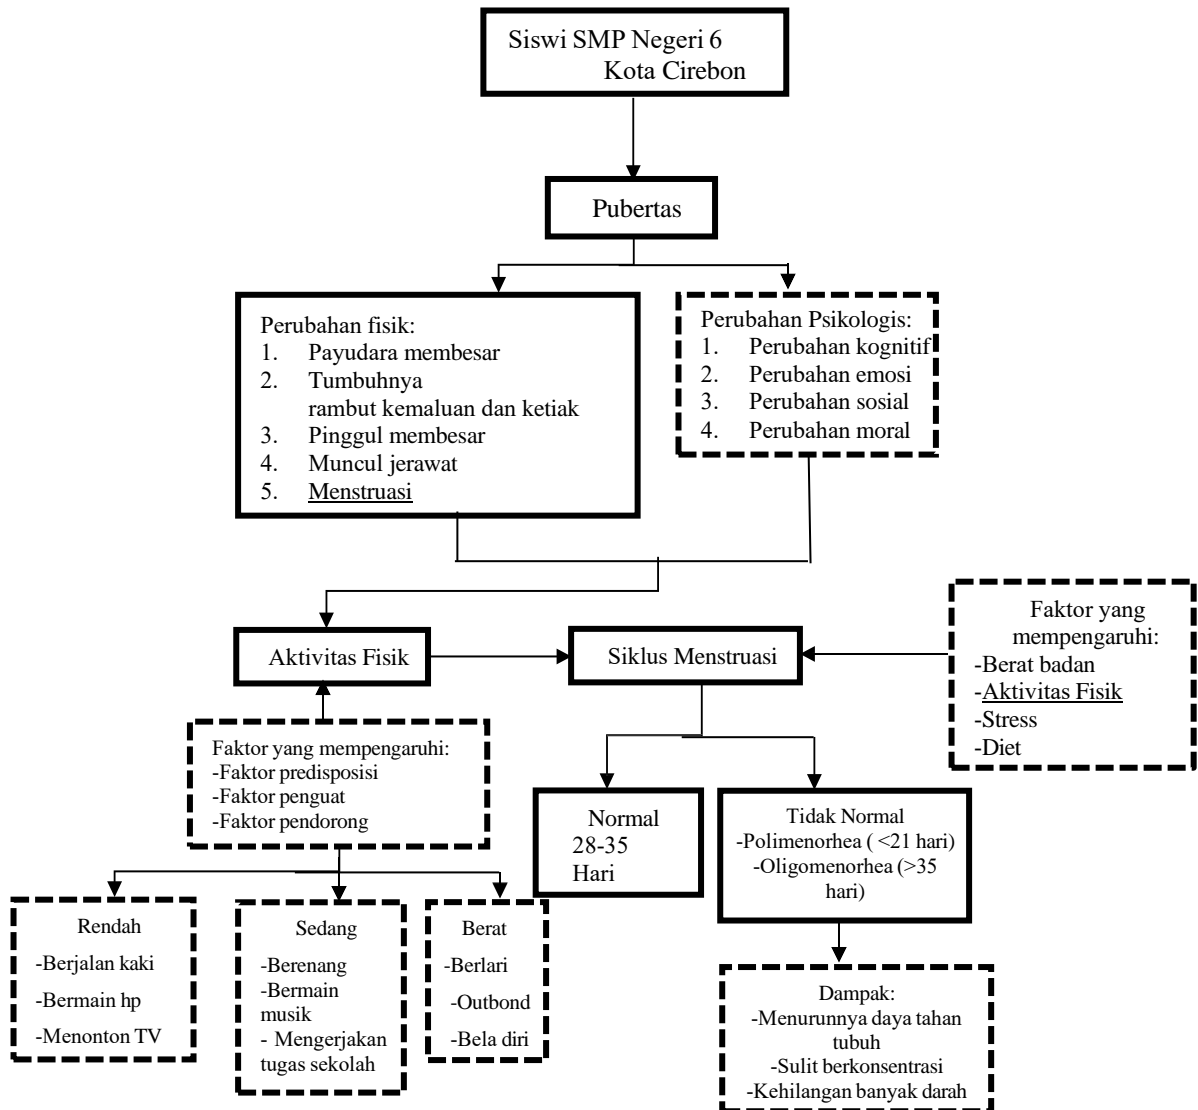 Siswi SMP Negeri 6
Kota Cirebon
Pubertas
Perubahan fisik:
1. Payudara membesar
2. Tumbuhnya
rambut kemaluan dan ketiak
3. Pinggul membesar
4. Muncul jerawat
5. Menstruasi
Perubahan Psikologis:
1. Perubahan kognitif
2. Perubahan emosi
3. Perubahan sosial
4. Perubahan moral
Aktivitas Fisik
Siklus Menstruasi
Faktor yang
mempengaruhi:
-Berat badan
-Aktivitas Fisik
-Stress
-Diet
Faktor yang mempengaruhi:
-Faktor predisposisi
-Faktor penguat
-Faktor pendorong
Normal
28-35
Hari
Tidak Normal
-Polimenorhea ( <21 hari)
-Oligomenorhea (>35
hari)
Rendah
-Berjalan kaki
-Bermain hp
-Menonton TV
Sedang
-Berenang
-Bermain
musik
- Mengerjakan
tugas sekolah
Berat
-Berlari
-Outbond
-Bela diri
Dampak:
-Menurunnya daya tahan
tubuh
-Sulit berkonsentrasi
-Kehilangan banyak darah